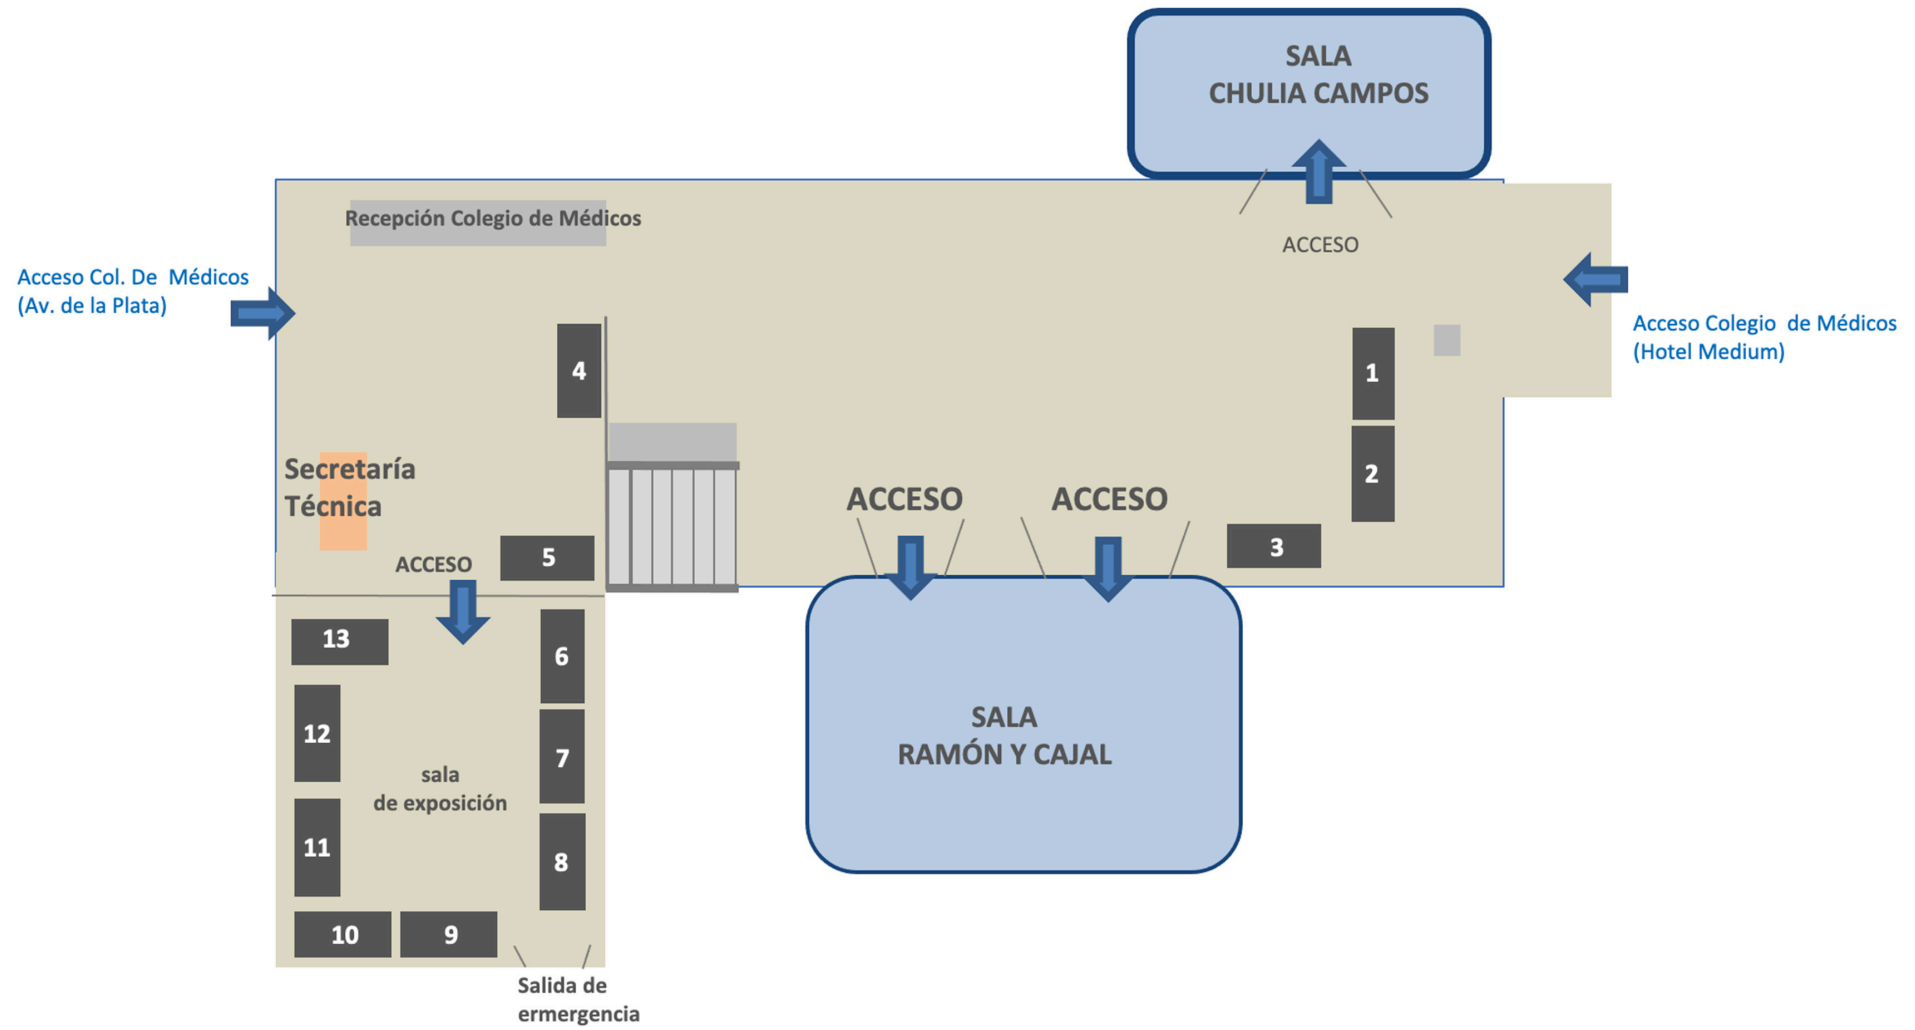 SALA
CHULIA CAMPOS
ACCESO
Recepción Colegio de Médicos
Acceso Col. De  Médicos
(Av. de la Plata)
Acceso Colegio  de Médicos
(Hotel Medium)
4
1
2
3
Secretaría
Técnica
ACCESO
ACCESO
5
ACCESO
13
6
12
7
sala
de exposición
11
8
10
9
SALA
RAMÓN Y CAJAL
Salida de
ermergencia